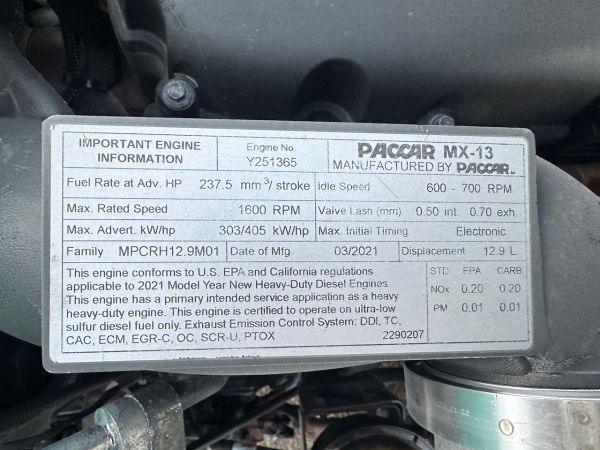 IMPORTANT ENGINE
INFORMATION
Engine No.
Y251365
PACCAR MX-13
MANUFACTURED BY PACCAR INC
Fuel Rate at Adv. HP 237.5 mm³/ stroke
Idle Speed 600 - 700 RPM
Max. Rated Speed 1600 RPM
Valve Lash (mm) 0.50 int. 0.70 exh.
Max. Advert. kW/hp 303/405 kW/hp
Max. Initial Timing Electronic
Family MPCRH12.9M01
Date of Mfg. 03/2021
Displacement 12.9 L
This engine conforms to U.S. EPA and California regulations
applicable to 2021 Model Year New Heavy-Duty Diesel Engines.
This engine has a primary intended service application as a heavy
heavy-duty engine. This engine is certified to operate on ultra-low
sulfur diesel fuel only. Exhaust Emission Control System: DDI, TC,
CAC, ECM, EGR-C, OC, SCR-U, PTOX 2290207
STD EPA CARB
NOx 0.20 0.20
PM 0.01 0.01